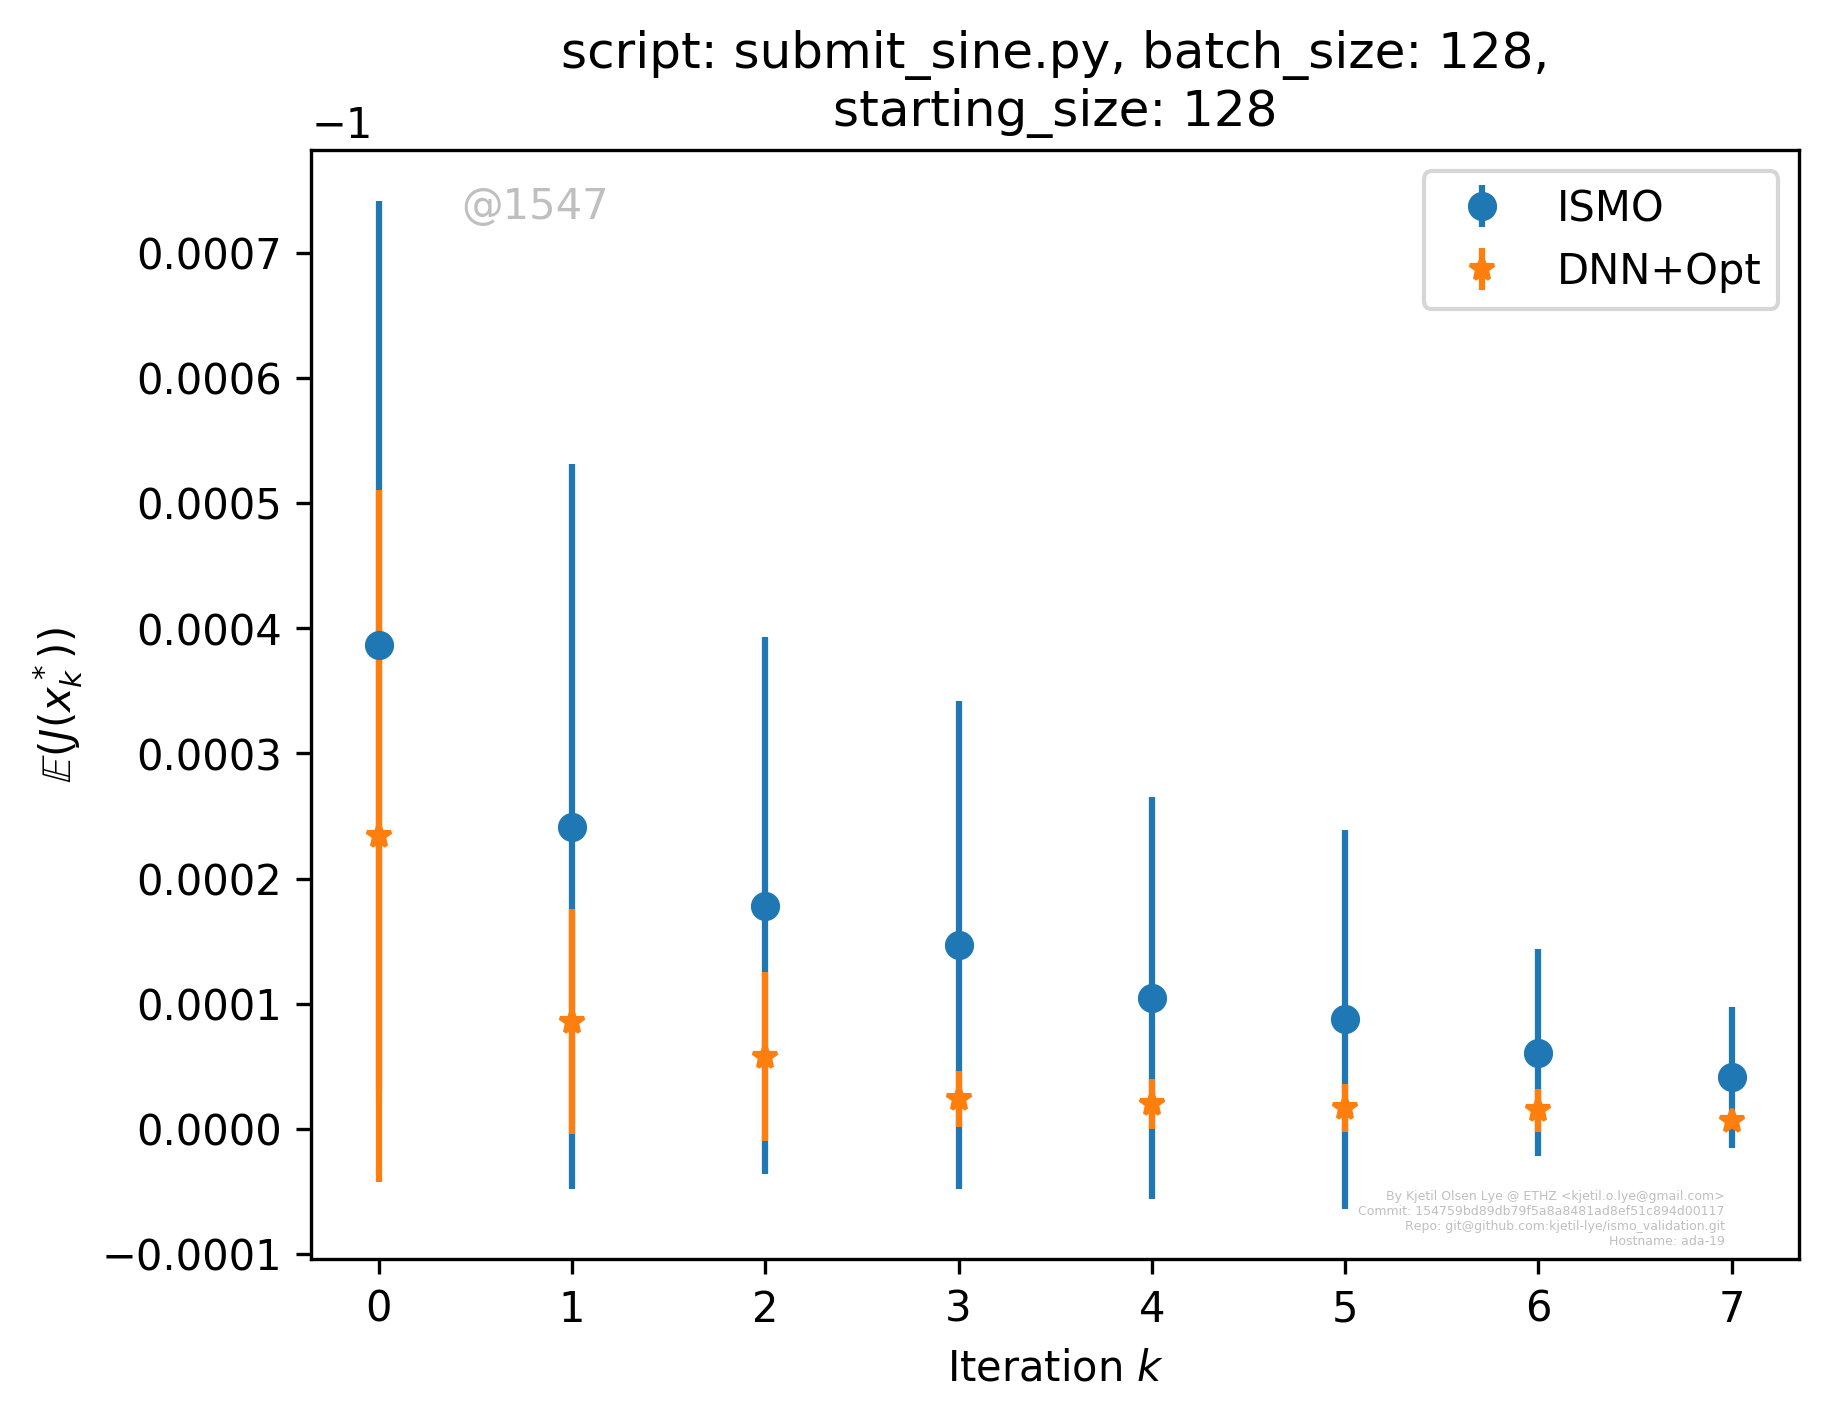 script: submit_sine.py, batch_size: 128,
starting_size: 128
−1
@1547
ISMO
DNN+Opt
0.0007
0.0006
0.0005
0.0004
0.0003
0.0002
0.0001
0.0000
−0.0001
𝔼(J(x*k))
By Kjetil Olsen Lye @ ETHZ <kjetil.o.lye@gmail.com>
Commit: 154759bd89db79f5a8a8481ad8ef51c894d00117
Repo: git@github.com:kjetil-lye/ismo_validation.git
Hostname: ada-19
0 1 2 3 4 5 6 7
Iteration k